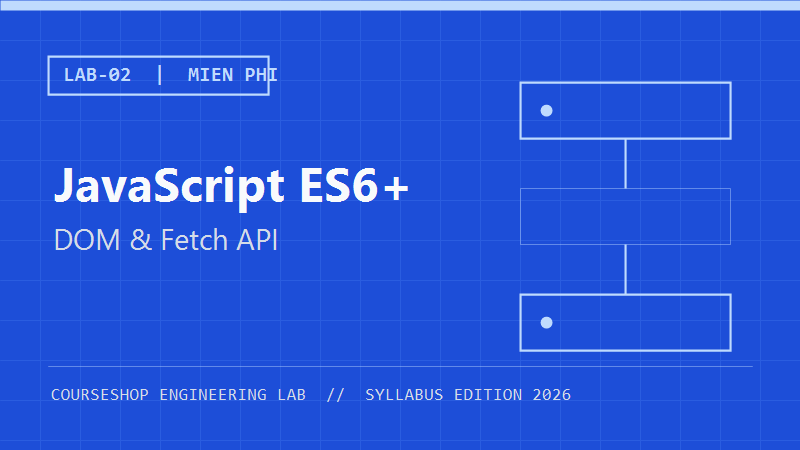 LAB-02 | MIEN PHI
JavaScript ES6+
DOM & Fetch API
COURSESHOP ENGINEERING LAB // SYLLABUS EDITION 2026